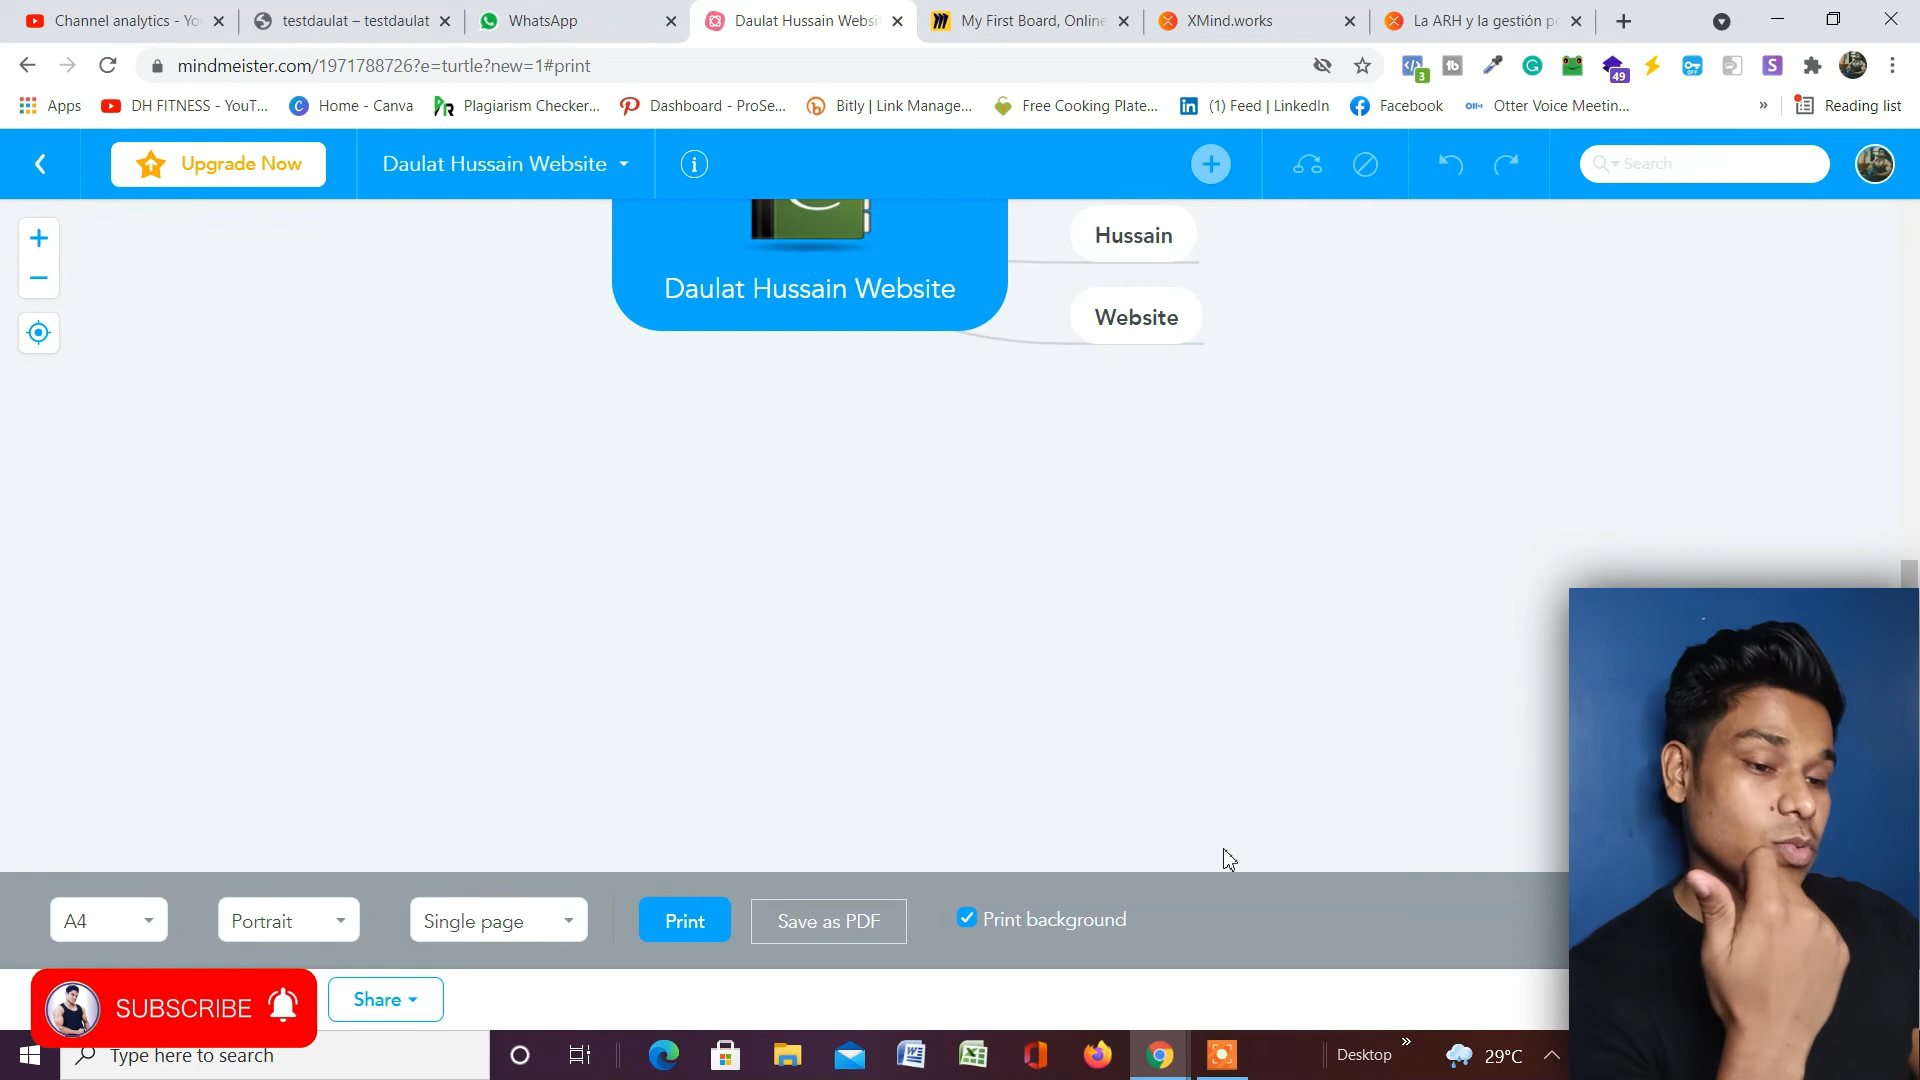 Channel analytics - Yo
testdaulat – testdaulat
WhatsApp
Daulat Hussain Websi
My First Board, Online
XMind.works
La ARH y la gestión pe
mindmeister.com/1971788726?e=turtle?new=1#print
3
49
Apps
DH FITNESS - YouT...
Home - Canva
Plagiarism Checker...
Dashboard - ProSe...
Bitly | Link Manage...
Free Cooking Plate...
(1) Feed | LinkedIn
Facebook
Otter Voice Meetin...
»
Reading list
Upgrade Now
Daulat Hussain Website
Search
Hussain
Daulat Hussain Website
Website
A4
Portrait
Single page
Print
Save as PDF
Print background
SUBSCRIBE
Share
Type here to search
Desktop
»
29°C